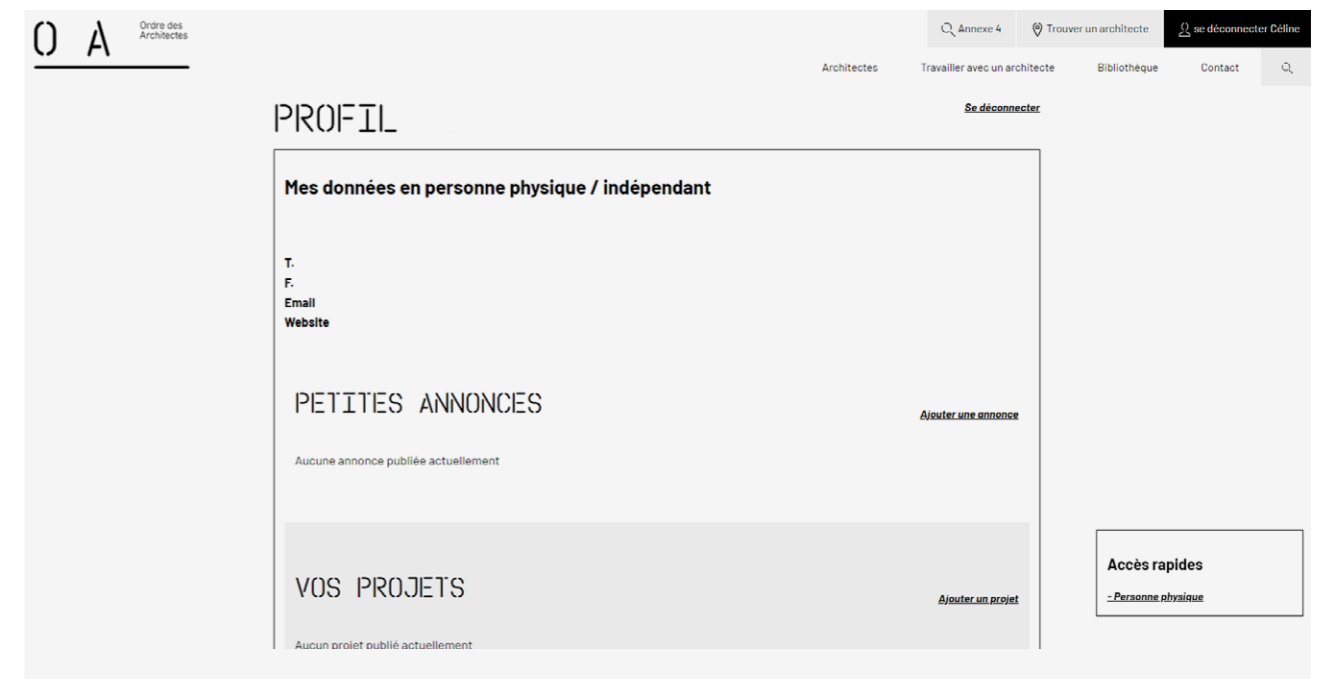 O A
Ordre des
Architectes
Annexe 4
Trouver un architecte
se déconnecter Céline
Architectes
Travailler avec un architecte
Bibliothèque
Contact
PROFIL
Se déconnecter
Mes données en personne physique / indépendant
T.
F.
Email
Website
PETITES ANNONCES
Ajouter une annonce
Aucune annonce publiée actuellement
VOS PROJETS
Ajouter un projet
Aucun projet publié actuellement
Accès rapides
- Personne physique